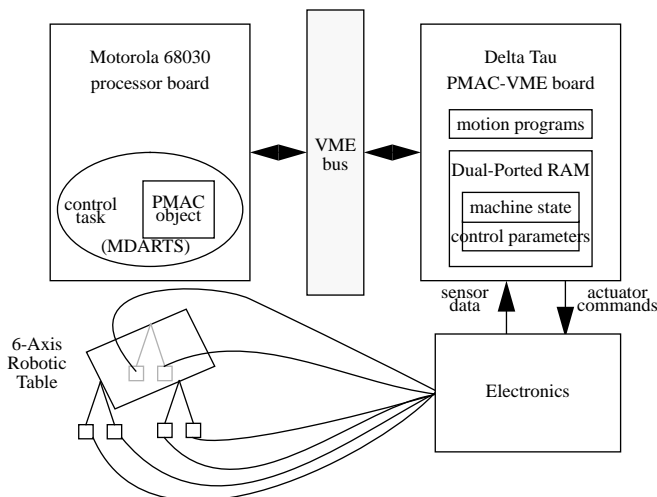 Motorola 68030
processor board
control
task
PMAC
object
(MDARTS)
VME
bus
Delta Tau
PMAC-VME board
motion programs
Dual-Ported RAM
machine state
control parameters
sensor
data
actuator
commands
6-Axis
Robotic
Table
Electronics